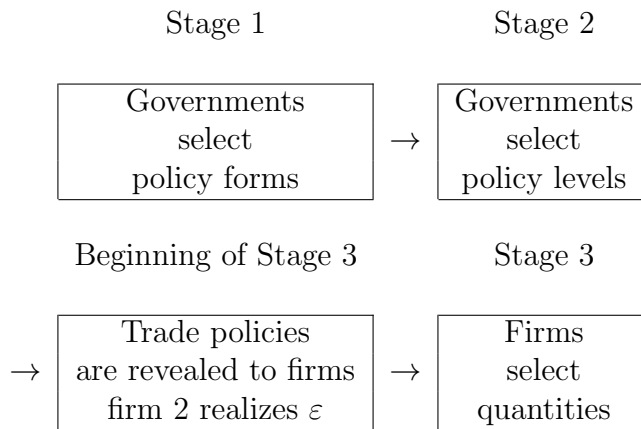 Stage 1 Stage 2
Governments Governments
select → select
policy forms policy levels
Beginning of Stage 3 Stage 3
Trade policies Firms
→ are revealed to firms → select
firm 2 realizes ε quantities